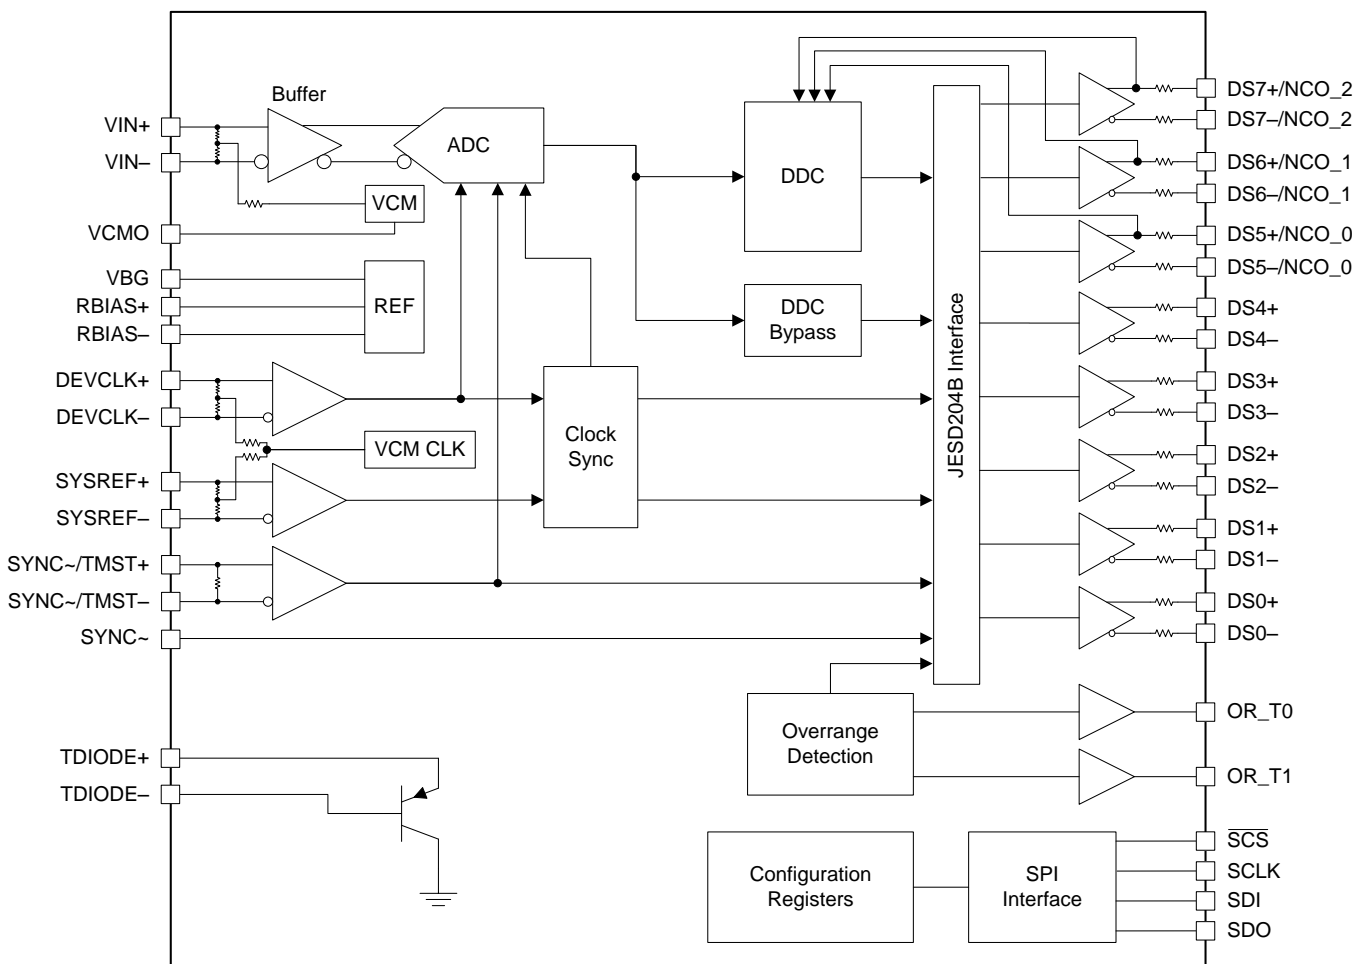 Buffer
VIN+
VIN–
VCMO
VBG
RBIAS+
RBIAS–
DEVCLK+
DEVCLK–
SYSREF+
SYSREF–
SYNC~/TMST+
SYNC~/TMST–
SYNC~
TDIODE+
TDIODE–
ADC
VCM
REF
VCM CLK
Clock
Sync
DDC
DDC
Bypass
JESD204B Interface
Overrange
Detection
Configuration
Registers
SPI
Interface
DS7+/NCO_2
DS7–/NCO_2
DS6+/NCO_1
DS6–/NCO_1
DS5+/NCO_0
DS5–/NCO_0
DS4+
DS4–
DS3+
DS3–
DS2+
DS2–
DS1+
DS1–
DS0+
DS0–
OR_T0
OR_T1
S̅C̅S̅
SCLK
SDI
SDO